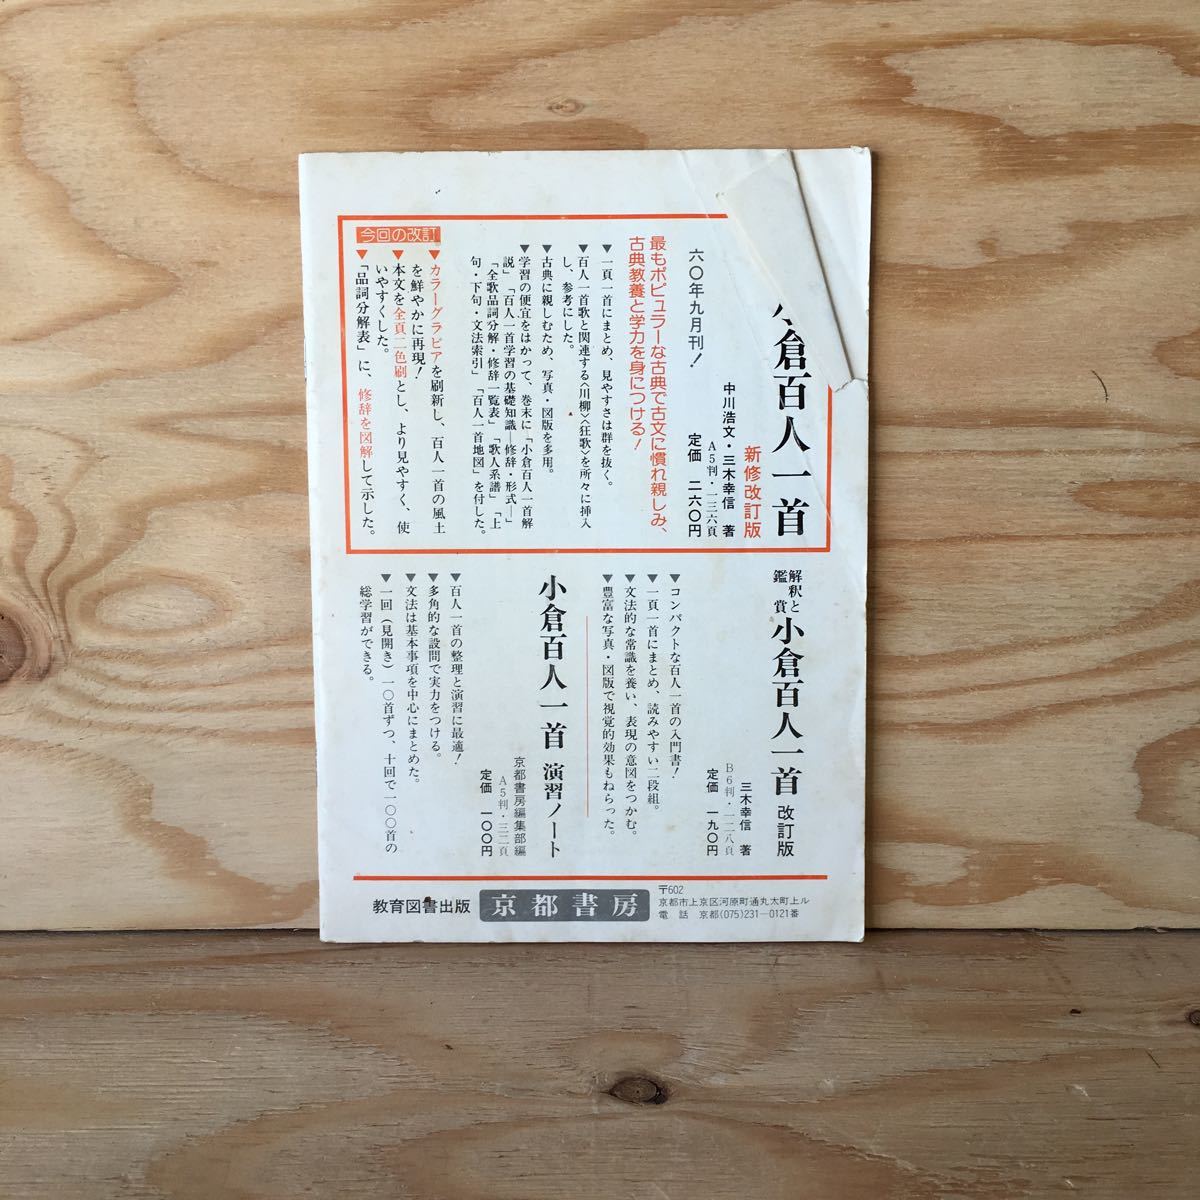 小倉百人一首
新修改訂版
中川浩文・三木幸信 著
A5判・一三六頁
定価 二六〇円
六〇年九月刊!
最もポピュラーな古典で古文に慣れ親しみ、
古典教養と学力を身につける!
▼一頁一首にまとめ、見やすさは群を抜く。
▼百人一首歌と関連する〈川柳〉〈狂歌〉を所々に挿入
し、参考にした。
▼古典に親しむため、写真・図版を多用。
▼学習の便宜をはかって、巻末に「小倉百人一首解
説」「百人一首学習の基礎知識―修辞・形式―」
「全歌品詞分解・修辞一覧表」「歌人系譜」「上
句・下句・文法索引」「百人一首地図」を付した。
今回の改訂
▼カラーグラビアを刷新し、百人一首の風土
を鮮やかに再現!
▼本文を全頁二色刷とし、より見やすく、使
いやすくした。
▼「品詞分解表」に、修辞を図解して示した。
解釈と
鑑賞
小倉百人一首 改訂版
三木幸信 著
B6判・一二八頁
定価 一九〇円
▼コンパクトな百人一首の入門書!
▼一頁一首にまとめ、読みやすい二段組。
▼文法的な常識を養い、表現の意図をつかむ。
▼豊富な写真・図版で視覚的効果もねらった。
小倉百人一首 演習ノート
京都書房編集部編
A5判・三二頁
定価 一〇〇円
▼百人一首の整理と演習に最適!
▼多角的な設問で実力をつける。
▼文法は基本事項を中心にまとめた。
▼一回(見開き)一〇首ずつ、十回で一〇〇首の
総学習ができる。
教育図書出版 京都書房
〒602
京都市上京区河原町通丸太町上ル
電話 京都(075)231―0121番